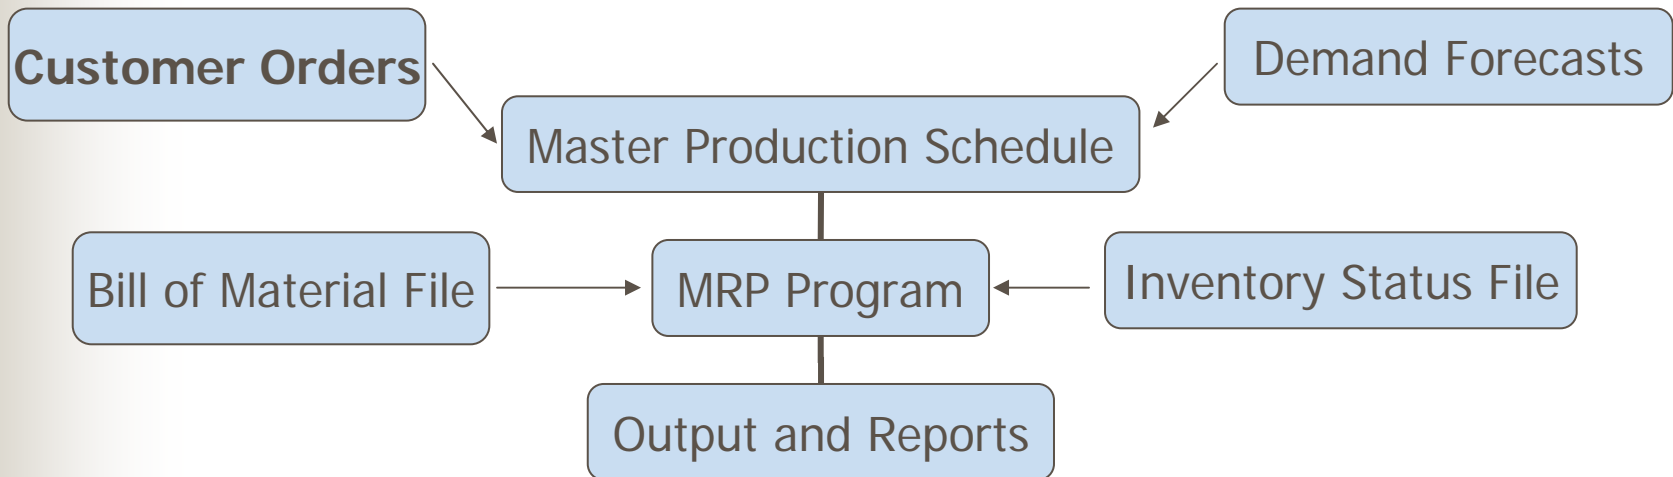 Customer Orders
Demand Forecasts
Master Production Schedule
Bill of Material File
MRP Program
Inventory Status File
Output and Reports